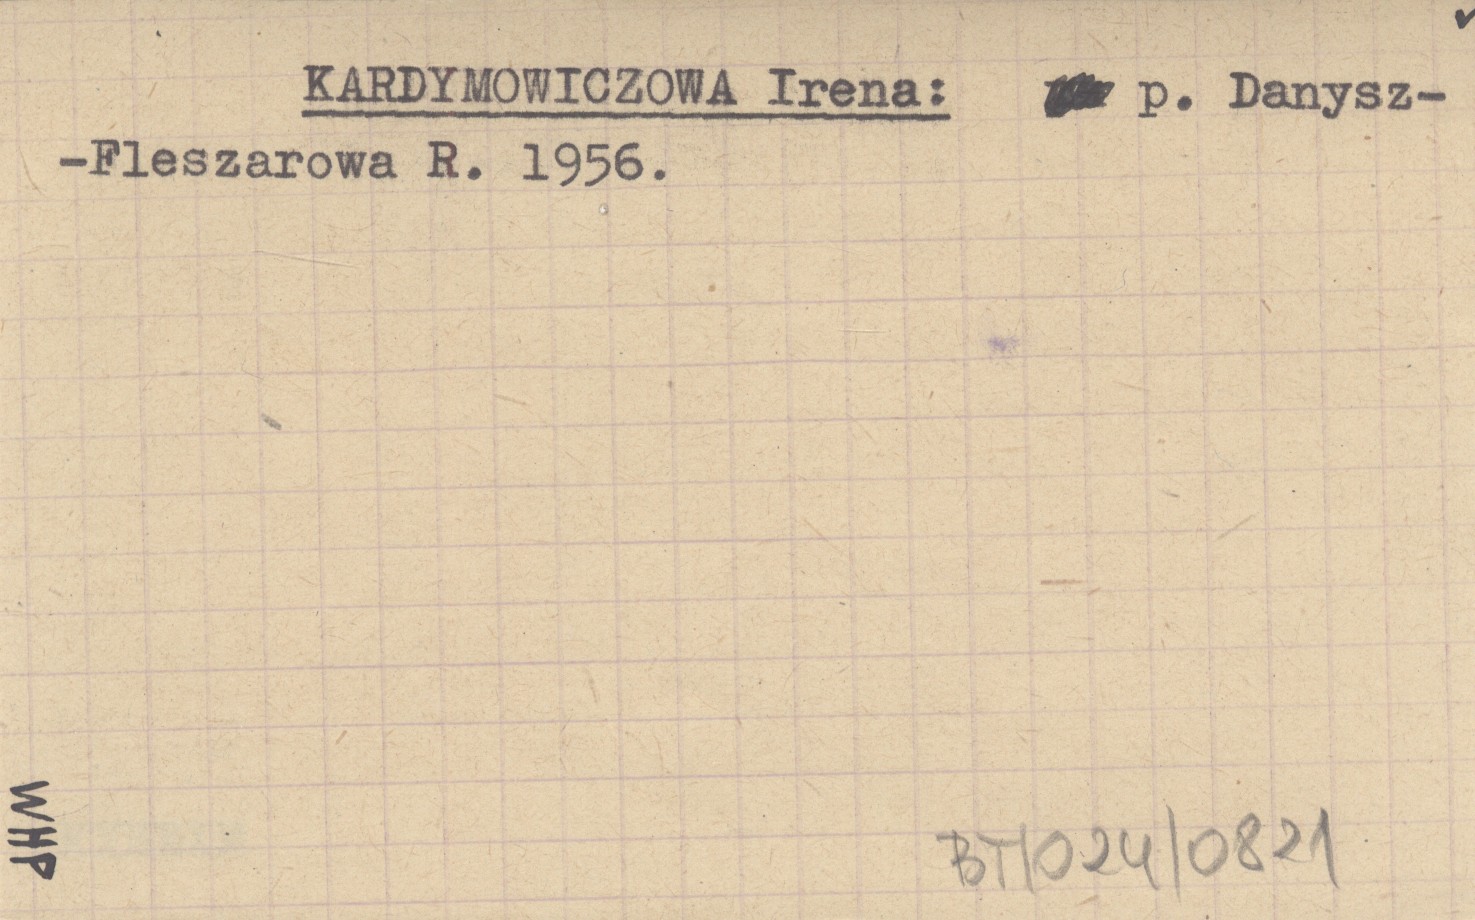 KARDYMOWICZOWA Irena: p. Danysz-
-Fleszarowa R. 1956.
WHP
BT/024/0821